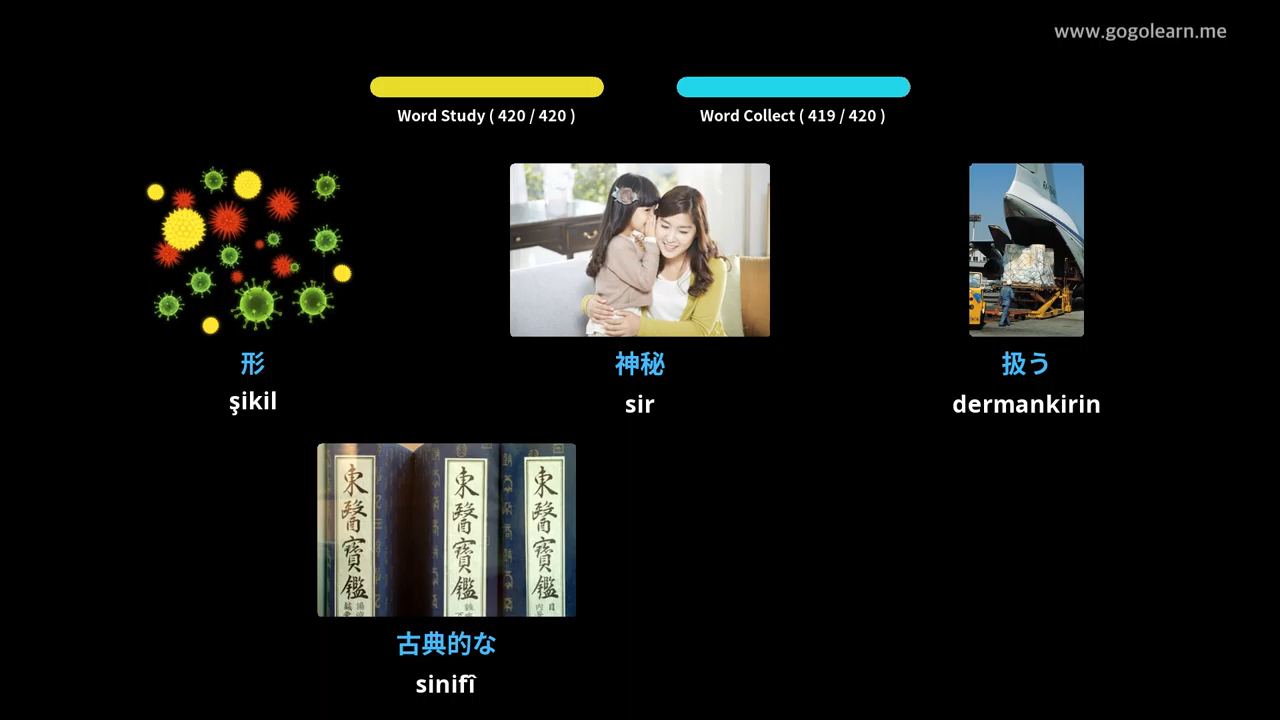 www.gogolearn.me
Word Study ( 420 / 420 )
Word Collect ( 419 / 420 )
形
şikil
神秘
sir
扱う
dermankirin
東醫寶鑑
東醫寶鑑
東醫寶鑑
古典的な
sinifî